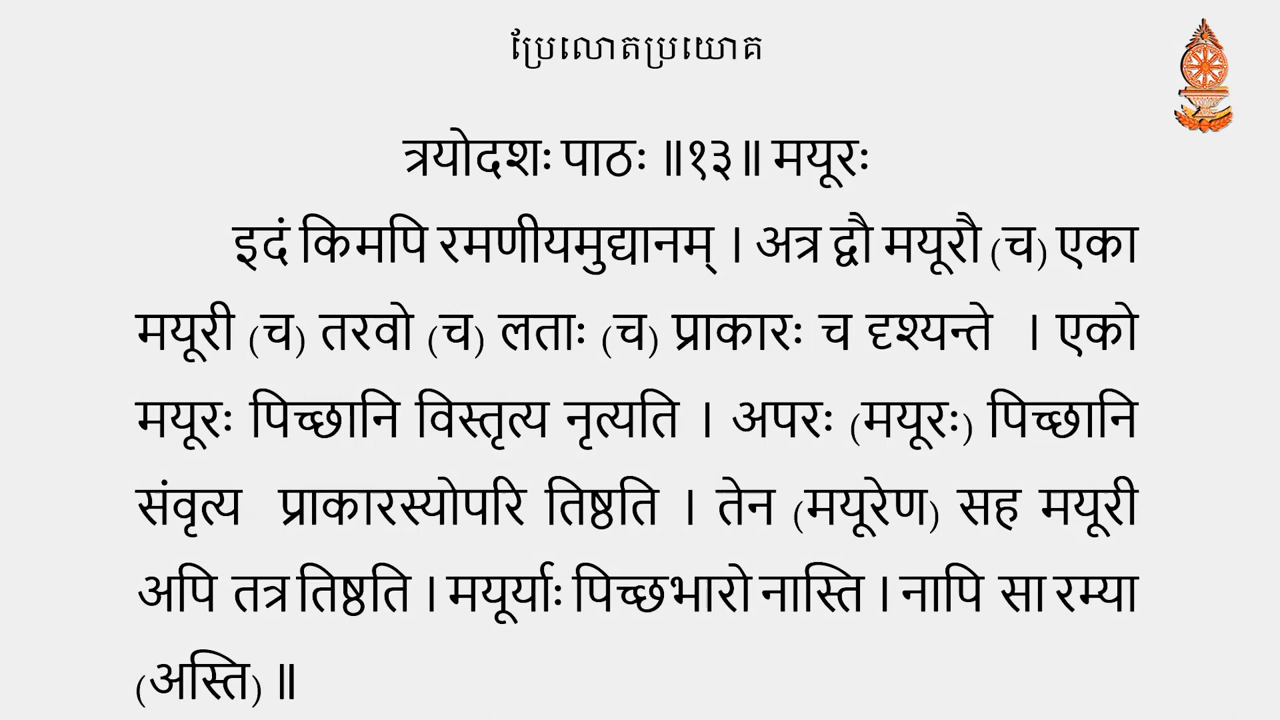 ប្រែលោតប្រយោគ
त्रयोदशः पाठः ॥१३॥ मयूरः
इदं किमपि रमणीयमुद्यानम् । अत्र द्वौ मयूरौ (च) एका
मयूरी (च) तरवो (च) लताः (च) प्राकारः च दृश्यन्ते । एको
मयूरः पिच्छानि विस्तृत्य नृत्यति । अपरः (मयूरः) पिच्छानि
संवृत्य प्राकारस्योपरि तिष्ठति । तेन (मयूरेण) सह मयूरी
अपि तत्र तिष्ठति । मयूर्याः पिच्छभारो नास्ति । नापि सा रम्या
(अस्ति) ॥